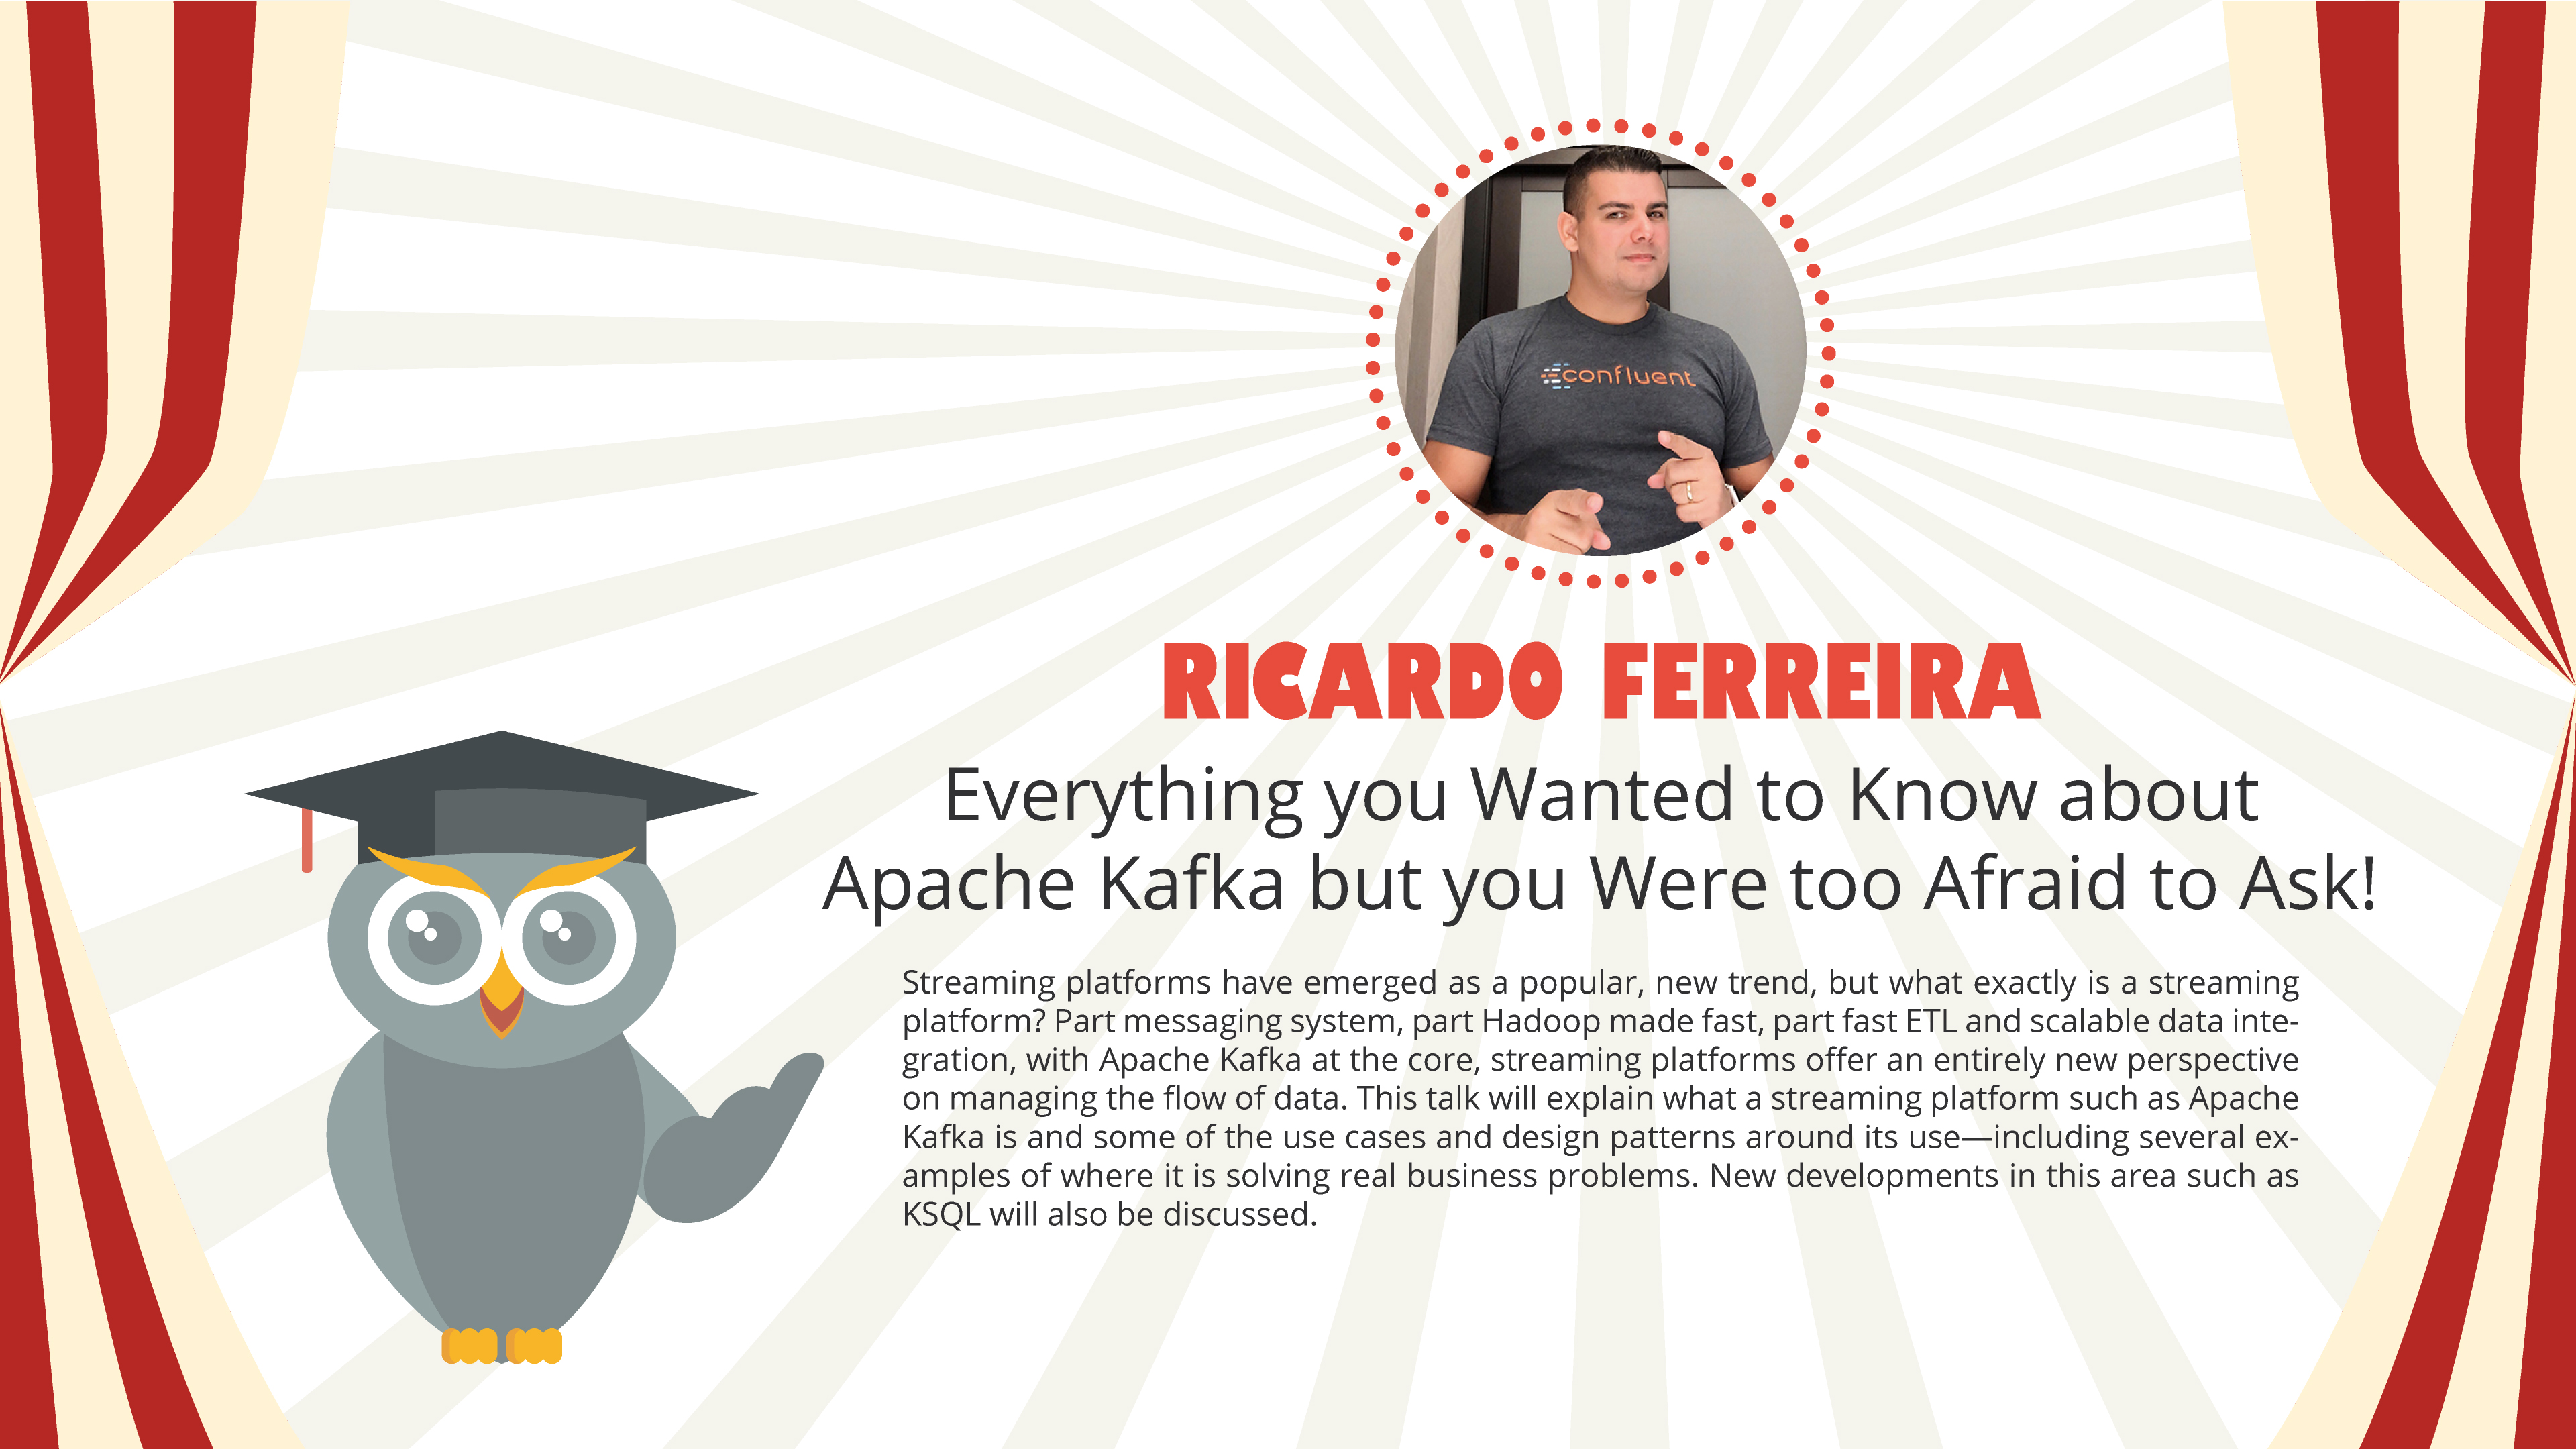 confluent
RICARDO FERREIRA
Everything you Wanted to Know about
Apache Kafka but you Were too Afraid to Ask!
Streaming platforms have emerged as a popular, new trend, but what exactly is a streaming
platform? Part messaging system, part Hadoop made fast, part fast ETL and scalable data inte-
gration, with Apache Kafka at the core, streaming platforms offer an entirely new perspective
on managing the flow of data. This talk will explain what a streaming platform such as Apache
Kafka is and some of the use cases and design patterns around its use—including several ex-
amples of where it is solving real business problems. New developments in this area such as
KSQL will also be discussed.